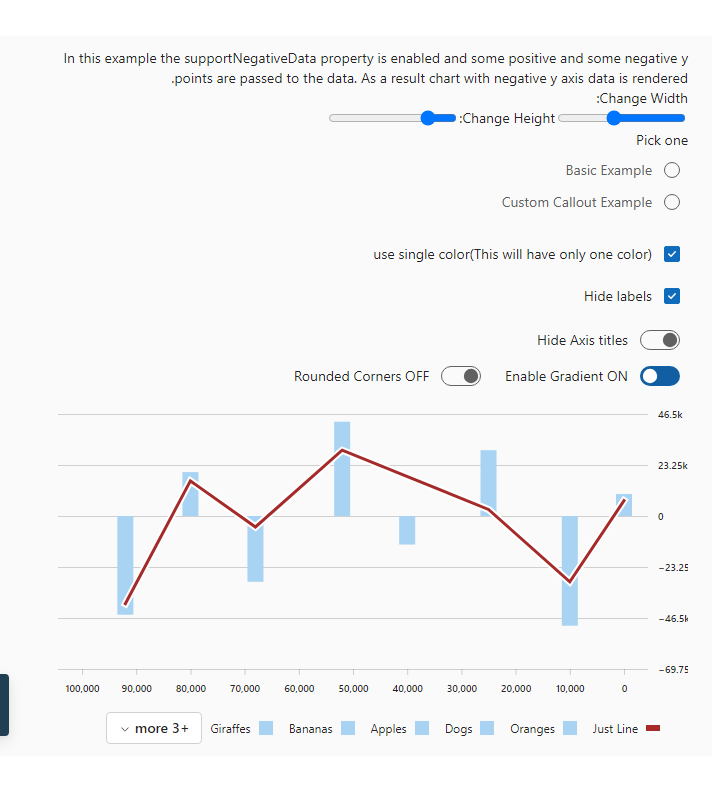 In this example the supportNegativeData property is enabled and some positive and some negative y
.points are passed to the data. As a result chart with negative y axis data is rendered
:Change Width
:Change Height
Pick one
Basic Example
Custom Callout Example
use single color(This will have only one color)
Hide labels
Hide Axis titles
Rounded Corners OFF Enable Gradient ON
46.5k
23.25k
0
−23.25
−46.5k
−69.75
100,000 90,000 80,000 70,000 60,000 50,000 40,000 30,000 20,000 10,000 0
more 3+ Giraffes Bananas Apples Dogs Oranges Just Line